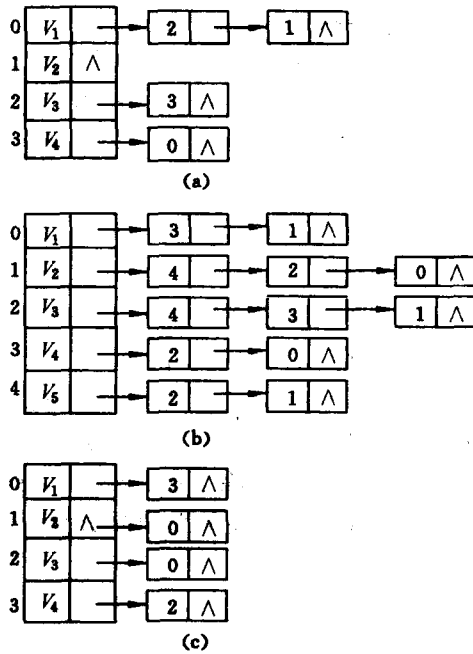 0 V₁ 2 1 ∧
1 V₂ ∧
2 V₃ 3 ∧
3 V₄ 0 ∧
(a)
0 V₁ 3 1 ∧
1 V₂ 4 2 0 ∧
2 V₃ 4 3 1 ∧
3 V₄ 2 0 ∧
4 V₅ 2 1 ∧
(b)
0 V₁ 3 ∧
1 V₂ ∧ 0 ∧
2 V₃ 0 ∧
3 V₄ 2 ∧
(c)